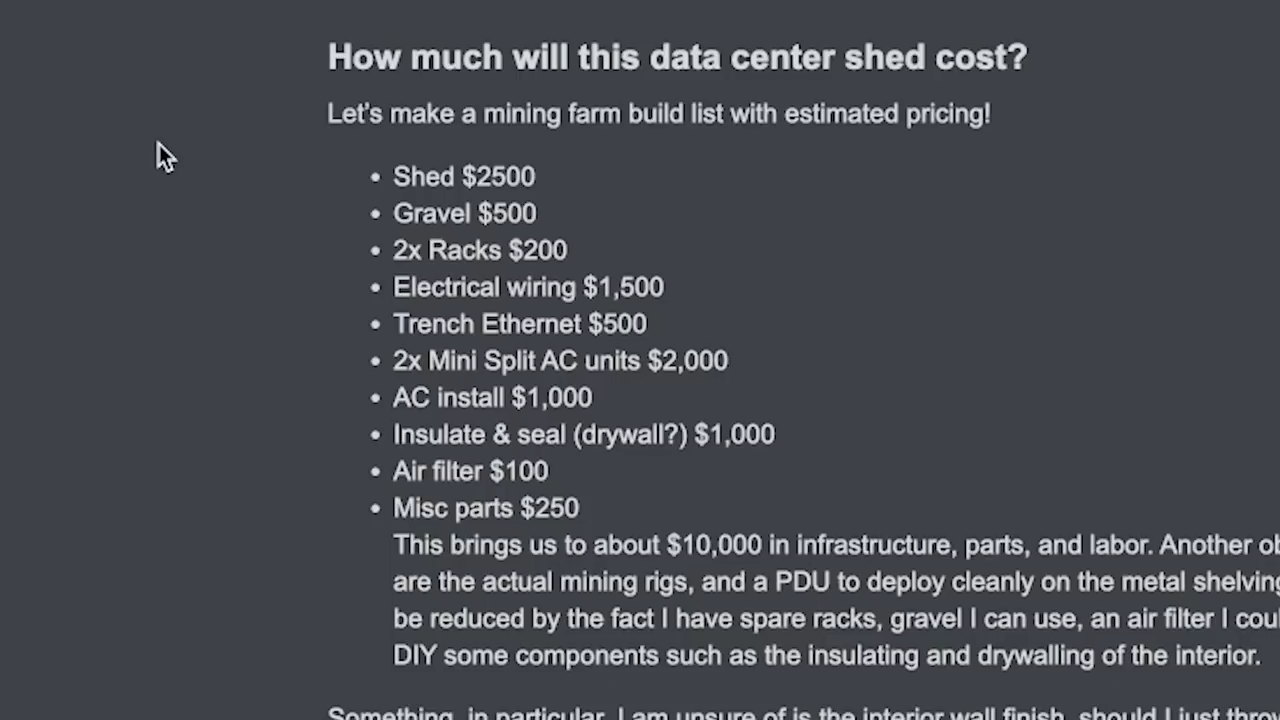 How much will this data center shed cost?
Let's make a mining farm build list with estimated pricing!
• Shed $2500
• Gravel $500
• 2x Racks $200
• Electrical wiring $1,500
• Trench Ethernet $500
• 2x Mini Split AC units $2,000
• AC install $1,000
• Insulate & seal (drywall?) $1,000
• Air filter $100
• Misc parts $250
This brings us to about $10,000 in infrastructure, parts, and labor. Another
are the actual mining rigs, and a PDU to deploy cleanly on the metal shelving
be reduced by the fact I have spare racks, gravel I can use, an air filter I
DIY some components such as the insulating and drywalling of the interior.
Something, in particular, I am unsure of is the interior wall finish, should I just